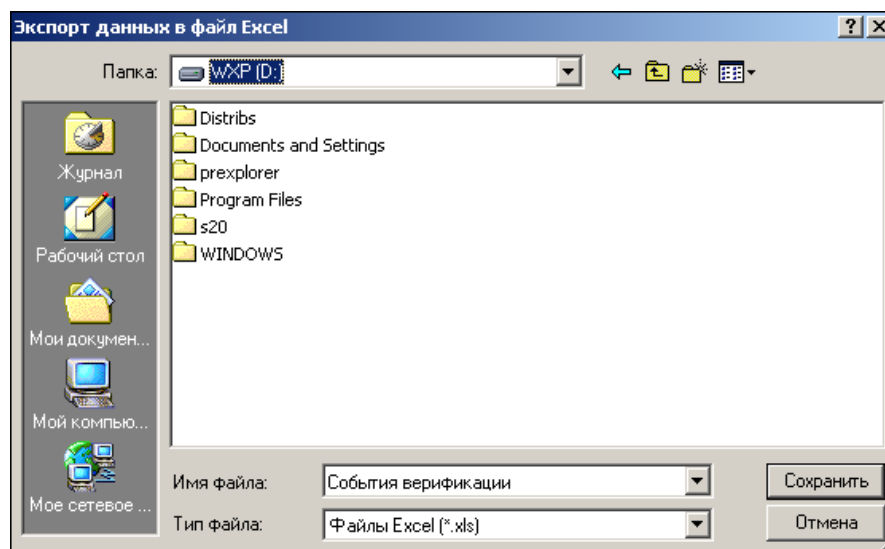 Экспорт данных в файл Excel
Папка: WXP (D:
Журнал
Рабочий стол
Мои докумен...
Мой компью...
Мое сетевое ...
Distribs
Documents and Settings
prexplorer
Program Files
s20
WINDOWS
Имя файла: События верификации
Сохранить
Тип файла: Файлы Excel (*.xls)
Отмена